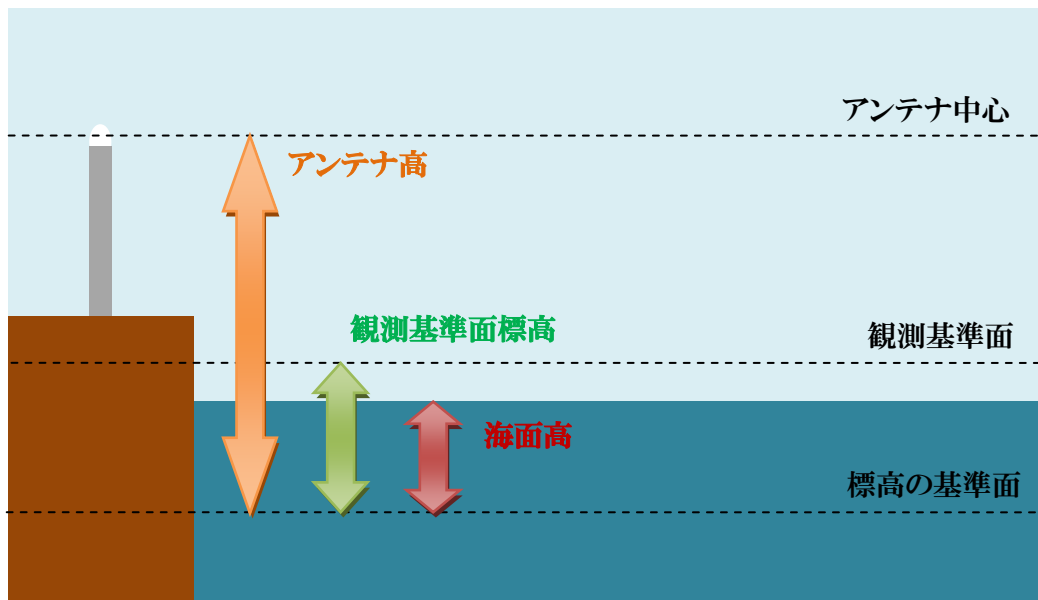 アンテナ中心
アンテナ高
観測基準面標高
観測基準面
海面高
標高の基準面